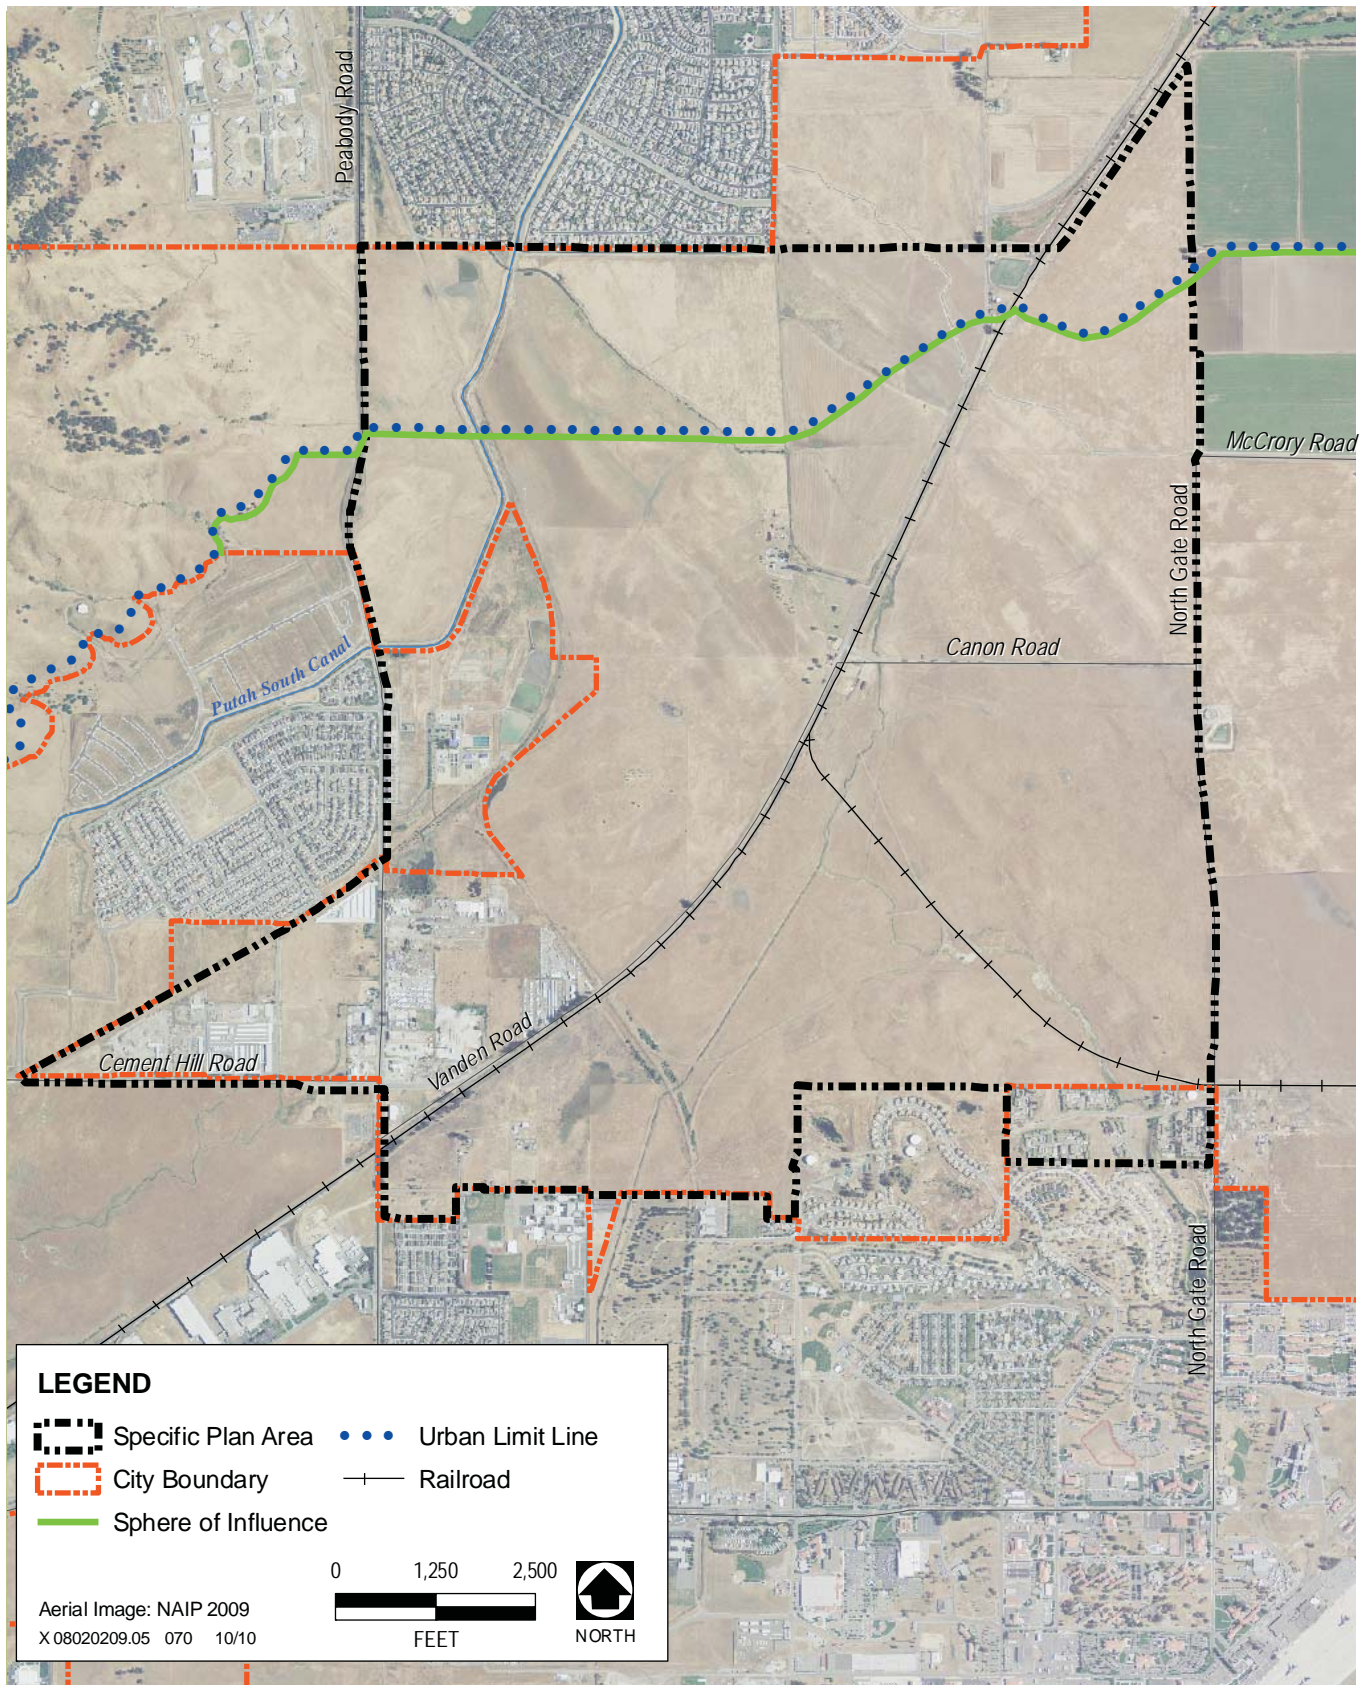 Peabody Road
McCrory Road
North Gate Road
Canon Road
Putah South Canal
Vanden Road
Cement Hill Road
North Gate Road
LEGEND
Specific Plan Area
Urban Limit Line
City Boundary
Railroad
Sphere of Influence
0 1,250 2,500
FEET
NORTH
Aerial Image: NAIP 2009
X 08020209.05 070 10/10